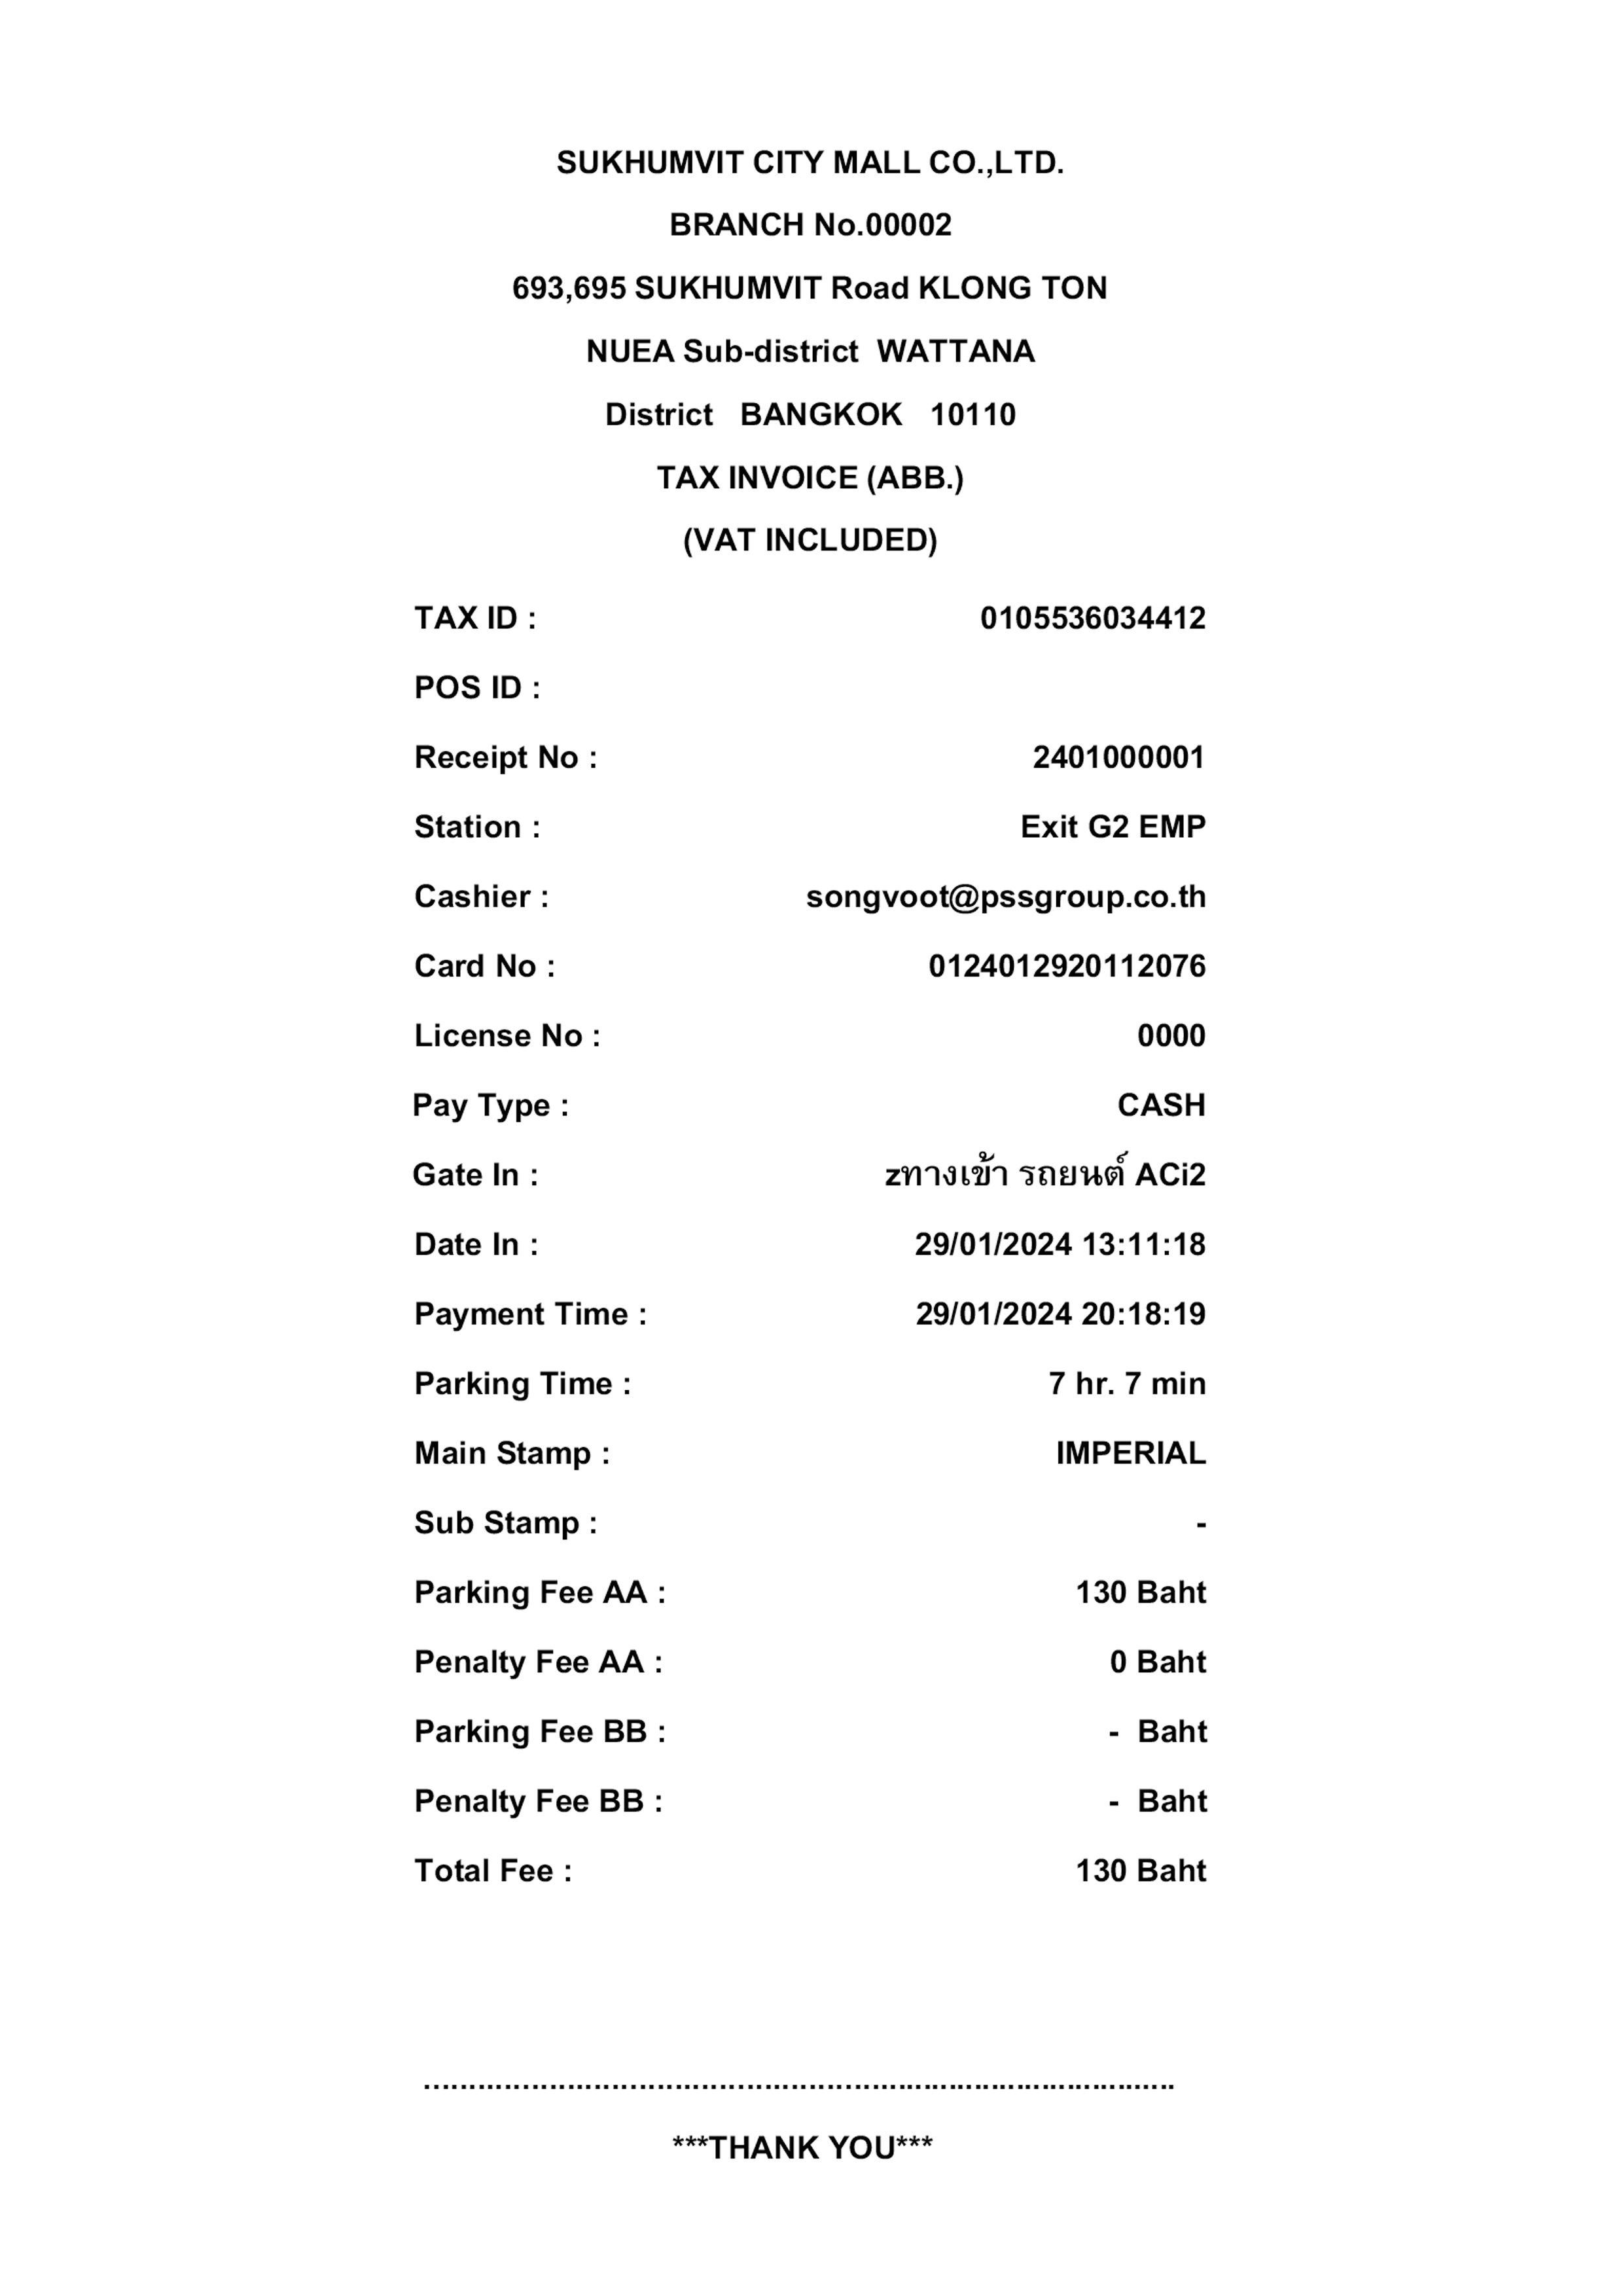 SUKHUMVIT CITY MALL CO.,LTD.
BRANCH No.00002
693,695 SUKHUMVIT Road KLONG TON
NUEA Sub-district WATTANA
District BANGKOK 10110
TAX INVOICE (ABB.)
(VAT INCLUDED)
TAX ID : 0105536034412
POS ID :
Receipt No : 2401000001
Station : Exit G2 EMP
Cashier : songvoot@pssgroup.co.th
Card No : 0124012920112076
License No : 0000
Pay Type : CASH
Gate In : zทางเข้า รถยนต์ ACi2
Date In : 29/01/2024 13:11:18
Payment Time : 29/01/2024 20:18:19
Parking Time : 7 hr. 7 min
Main Stamp : IMPERIAL
Sub Stamp : -
Parking Fee AA : 130 Baht
Penalty Fee AA : 0 Baht
Parking Fee BB : - Baht
Penalty Fee BB : - Baht
Total Fee : 130 Baht
....................................................................................
***THANK YOU***